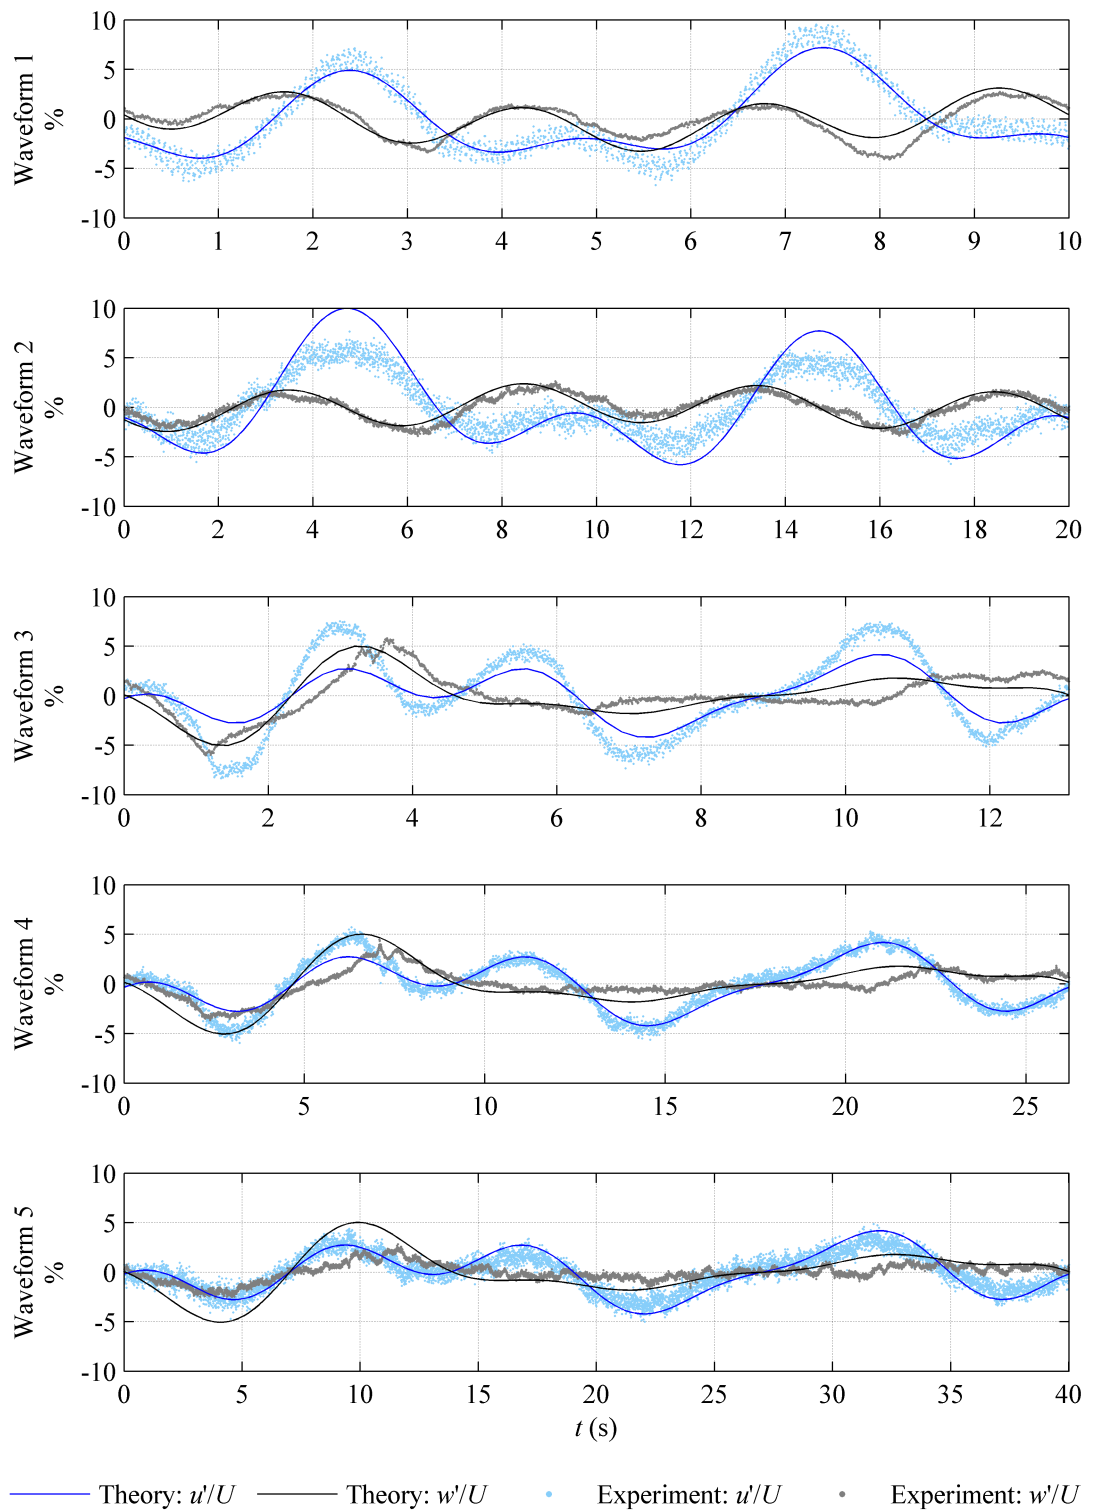 Waveform 1
%
10
5
0
-5
-10
0 1 2 3 4 5 6 7 8 9 10
Waveform 2
%
10
5
0
-5
-10
0 2 4 6 8 10 12 14 16 18 20
Waveform 3
%
10
5
0
-5
-10
0 2 4 6 8 10 12
Waveform 4
%
10
5
0
-5
-10
0 5 10 15 20 25
Waveform 5
%
10
5
0
-5
-10
0 5 10 15 20 25 30 35 40
t (s)
Theory: u'/U Theory: w'/U Experiment: u'/U Experiment: w'/U